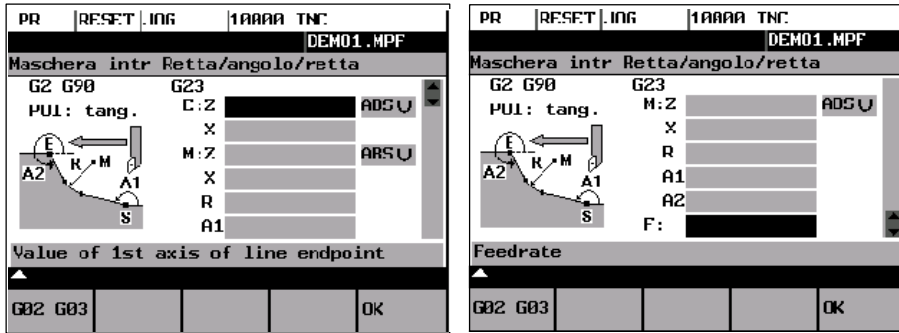 PR RESET JOG 10000 INC
DEMO1.MPF
Maschera intr Retta/angolo/retta
G2 G90 G23
PU1: tang.
E:Z ABS
X
M:Z ABS
X
R
A1
E
R M
A2 A1
S
Value of 1st axis of line endpoint
G02 G03 OK
PR RESET JOG 10000 INC
DEMO1.MPF
Maschera intr Retta/angolo/retta
G2 G90 G23
PU1: tang.
M:Z ABS
X
R
A1
A2
F:
E
R M
A2 A1
S
Feedrate
G02 G03 OK